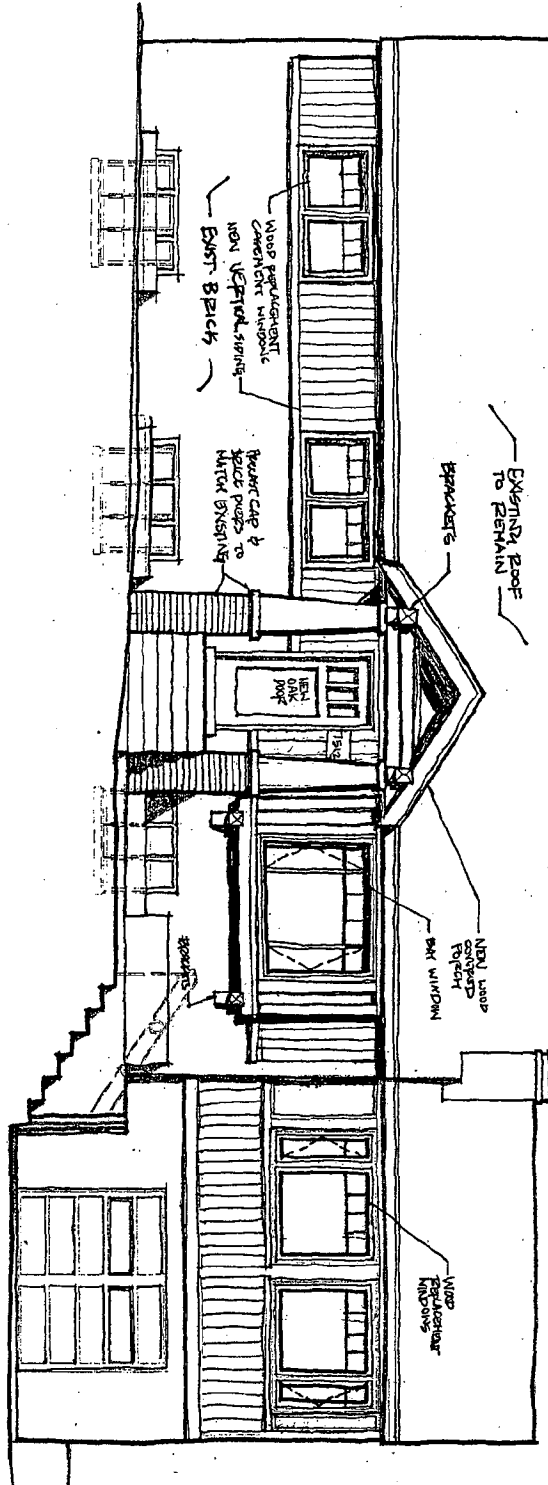 EXISTING ROOF
TO REMAIN
BRACKETS
NEW WOOD
COVERED
PORCH
BAY WINDOW
WOOD
REPLACEMENT
WINDOWS
WOOD REPLACEMENT
CASEMENT WINDOWS
NEW VERTICAL SIDING
EXIST. BRICK
PRECAST CAP &
BRICK PIERS TO
MATCH EXISTING
NEW
OAK
DOOR
BRACKETS